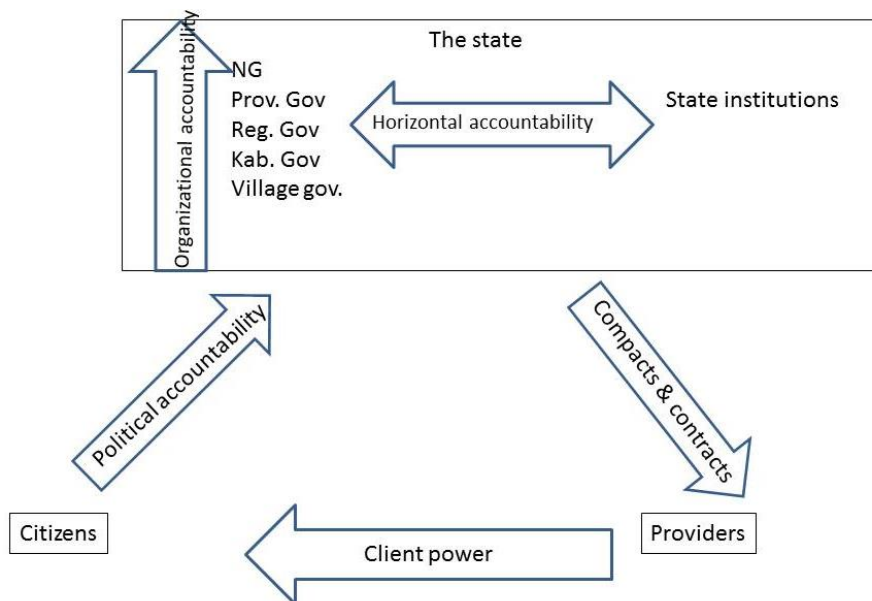 The state
Organizational accountability
NG
Prov. Gov
Reg. Gov
Kab. Gov
Village gov.
Horizontal accountability
State institutions
Political accountability
Compacts & contracts
Citizens
Client power
Providers